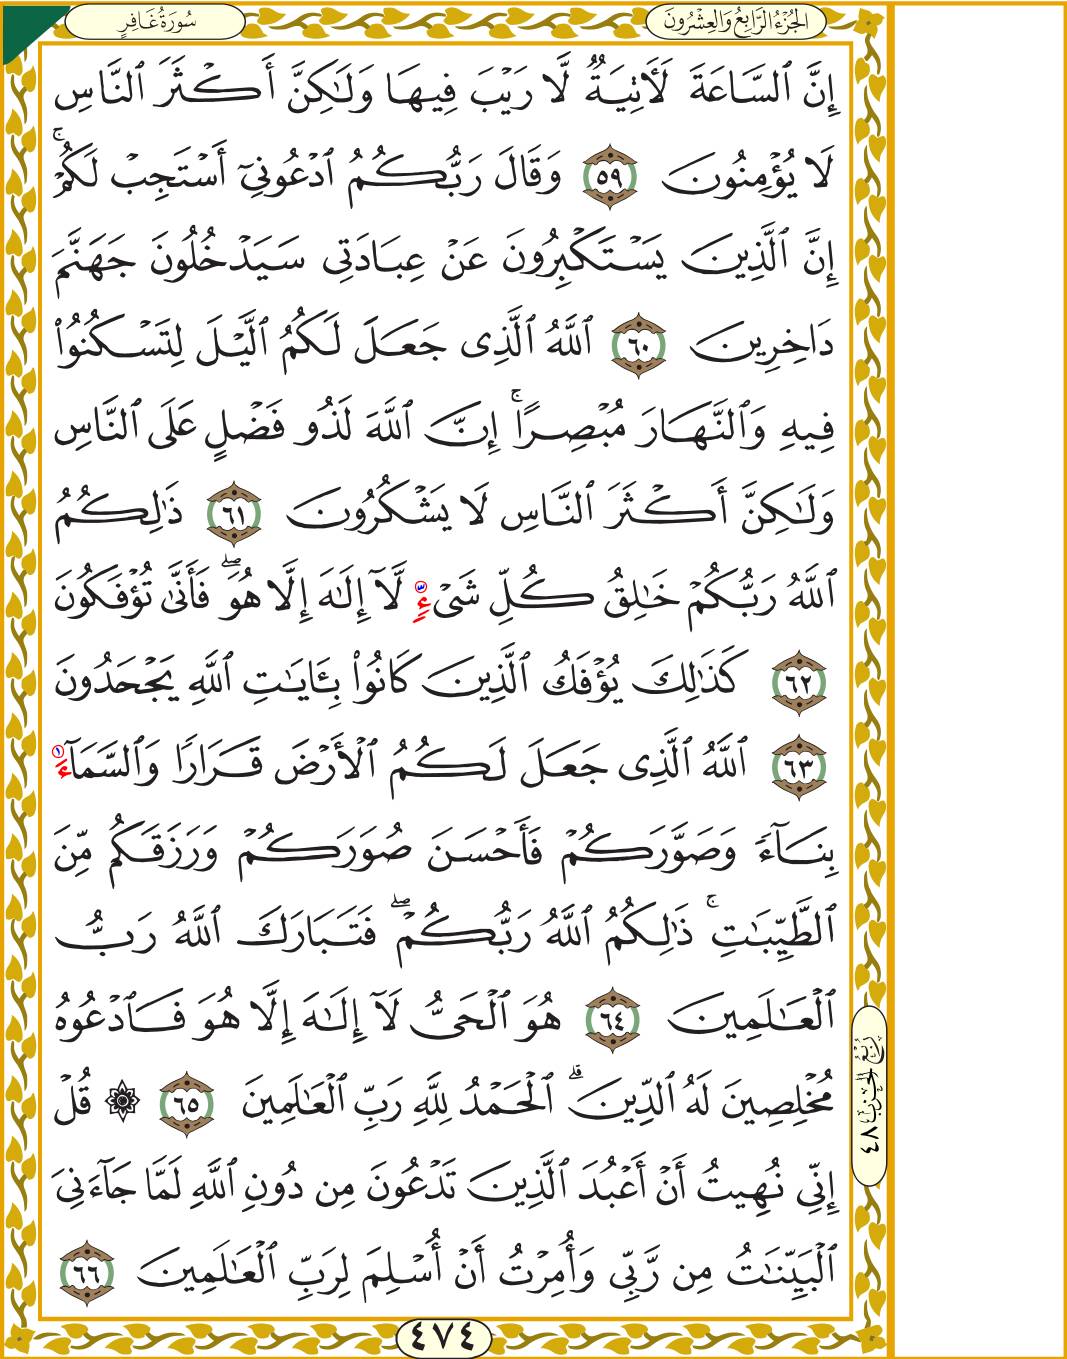 سُورَةُ غَافِرٍ
الجُزْءُ الرَّابِعُ وَالعِشْرُونَ
إِنَّ ٱلسَّاعَةَ لَأٓتِيَةٌ لَّا رَيْبَ فِيهَا وَلَٰكِنَّ أَكْثَرَ ٱلنَّاسِ
لَا يُؤْمِنُونَ ٥٩ وَقَالَ رَبُّكُمُ ٱدْعُونِىٓ أَسْتَجِبْ لَكُمْۚ
إِنَّ ٱلَّذِينَ يَسْتَكْبِرُونَ عَنْ عِبَادَتِى سَيَدْخُلُونَ جَهَنَّمَ
دَاخِرِينَ ٦٠ ٱللَّهُ ٱلَّذِى جَعَلَ لَكُمُ ٱلَّيْلَ لِتَسْكُنُوا۟
فِيهِ وَٱلنَّهَارَ مُبْصِرًاۚ إِنَّ ٱللَّهَ لَذُو فَضْلٍ عَلَى ٱلنَّاسِ
وَلَٰكِنَّ أَكْثَرَ ٱلنَّاسِ لَا يَشْكُرُونَ ٦١ ذَٰلِكُمُ
ٱللَّهُ رَبُّكُمْ خَٰلِقُ كُلِّ شَىْءٍ لَّآ إِلَٰهَ إِلَّا هُوَۖ فَأَنَّىٰ تُؤْفَكُونَ
٦٢ كَذَٰلِكَ يُؤْفَكُ ٱلَّذِينَ كَانُوا۟ بِـَٔايَٰتِ ٱللَّهِ يَجْحَدُونَ
٦٣ ٱللَّهُ ٱلَّذِى جَعَلَ لَكُمُ ٱلْأَرْضَ قَرَارًا وَٱلسَّمَآءَ ١
بِنَآءً وَصَوَّرَكُمْ فَأَحْسَنَ صُوَرَكُمْ وَرَزَقَكُم مِّنَ
ٱلطَّيِّبَٰتِۚ ذَٰلِكُمُ ٱللَّهُ رَبُّكُمْۖ فَتَبَارَكَ ٱللَّهُ رَبُّ
ٱلْعَٰلَمِينَ ٦٤ هُوَ ٱلْحَىُّ لَآ إِلَٰهَ إِلَّا هُوَ فَٱدْعُوهُ
مُخْلِصِينَ لَهُ ٱلدِّينَۗ ٱلْحَمْدُ لِلَّهِ رَبِّ ٱلْعَٰلَمِينَ ٦٥ ۞ قُلْ
إِنِّى نُهِيتُ أَنْ أَعْبُدَ ٱلَّذِينَ تَدْعُونَ مِن دُونِ ٱللَّهِ لَمَّا جَآءَنِىَ
ٱلْبَيِّنَٰتُ مِن رَّبِّى وَأُمِرْتُ أَنْ أُسْلِمَ لِرَبِّ ٱلْعَٰلَمِينَ ٦٦
رُبْعُ الحِزْبِ ٤٨
٤٧٤